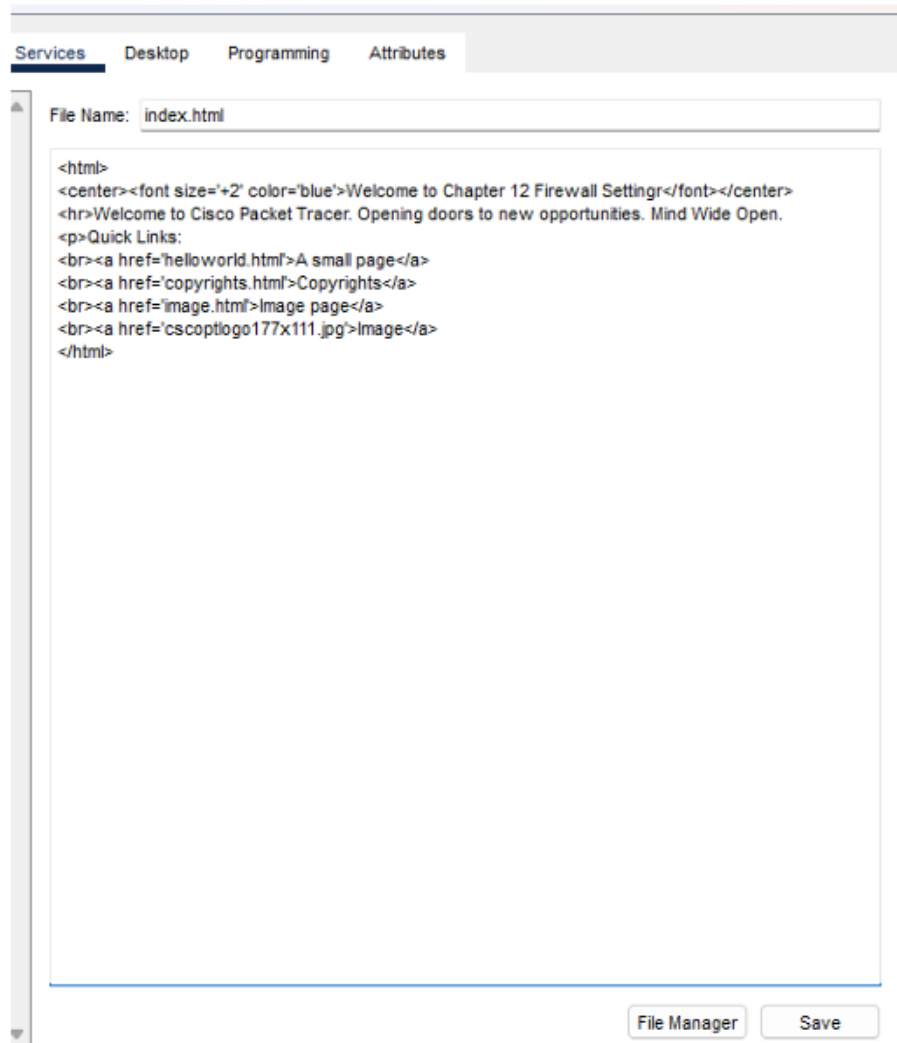 Services Desktop Programming Attributes
File Name: index.html
<html>
<center><font size='+2' color='blue'>Welcome to Chapter 12 Firewall Settingr</font></center>
<hr>Welcome to Cisco Packet Tracer. Opening doors to new opportunities. Mind Wide Open.
<p>Quick Links:
<br><a href='helloworld.html'>A small page</a>
<br><a href='copyrights.html'>Copyrights</a>
<br><a href='image.html'>Image page</a>
<br><a href='cscoptlogo177x111.jpg'>Image</a>
</html>
File Manager Save